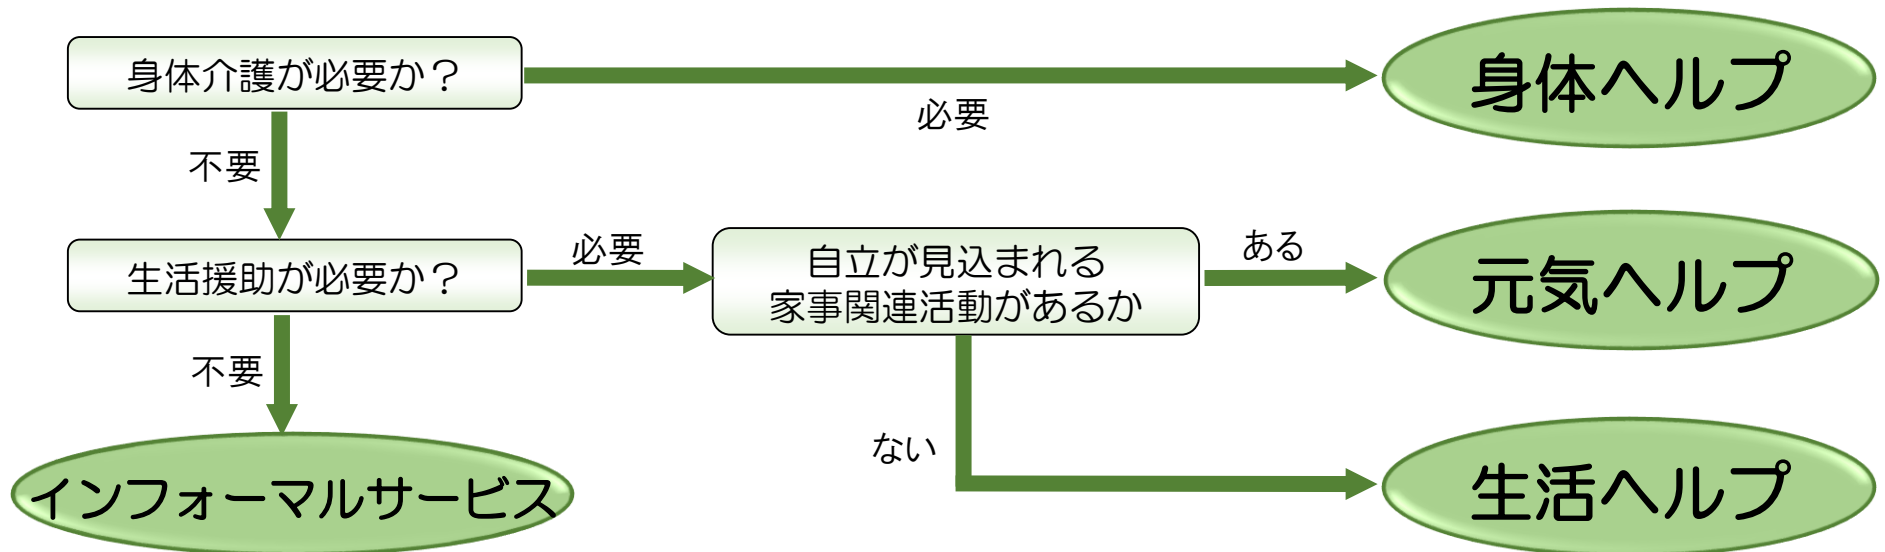 身体介護が必要か？
必要
身体ヘルプ
不要
生活援助が必要か？
必要
自立が見込まれる
家事関連活動があるか
ある
元気ヘルプ
不要
ない
インフォーマルサービス
生活ヘルプ